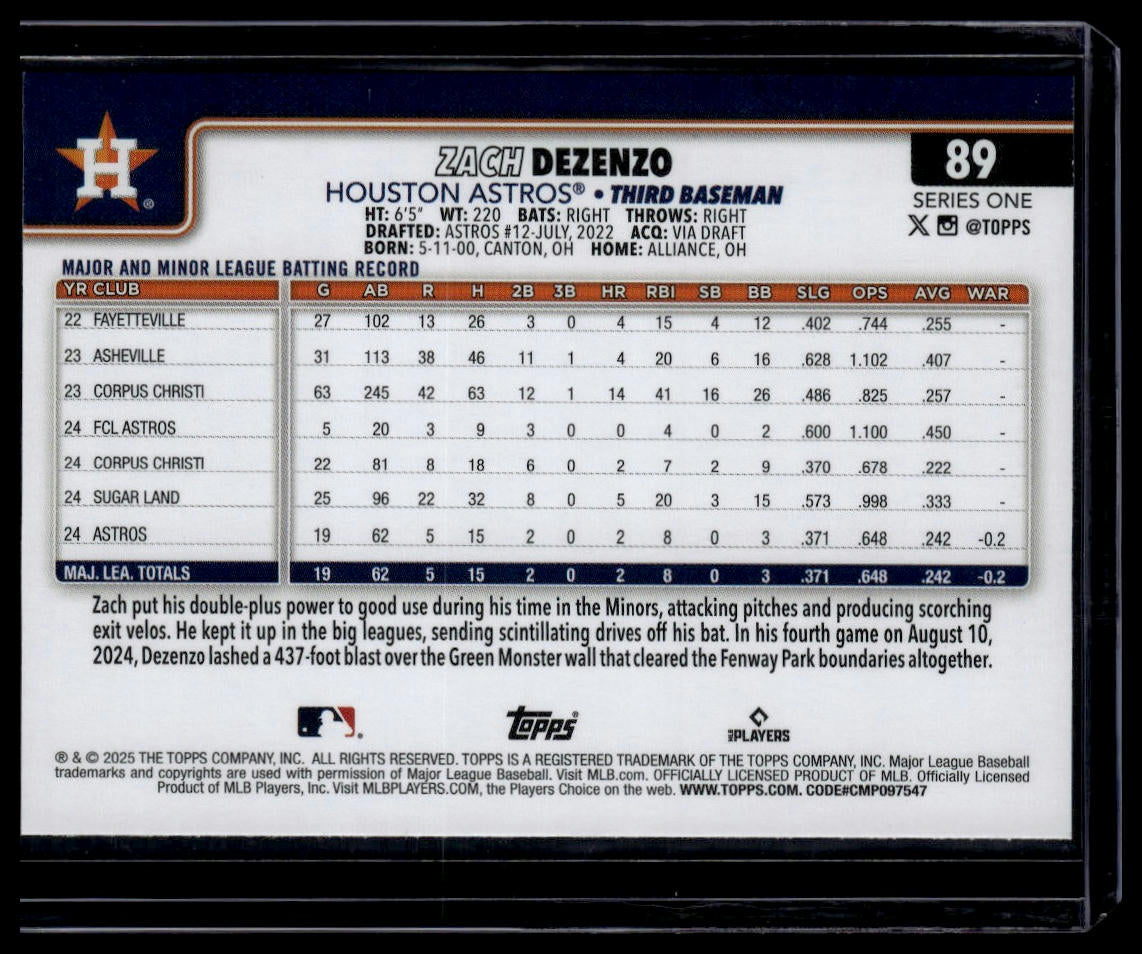 H®
ZACH DEZENZO
89
HOUSTON ASTROS® • THIRD BASEMAN
SERIES ONE
HT: 6'5" WT: 220 BATS: RIGHT THROWS: RIGHT
@TOPPS
DRAFTED: ASTROS #12-JULY, 2022 ACQ: VIA DRAFT
BORN: 5-11-00, CANTON, OH HOME: ALLIANCE, OH
MAJOR AND MINOR LEAGUE BATTING RECORD
YR CLUB G AB R H 2B 3B HR RBI SB BB SLG OPS AVG WAR
22 FAYETTEVILLE 27 102 13 26 3 0 4 15 4 12 .402 .744 .255 -
23 ASHEVILLE 31 113 38 46 11 1 4 20 6 16 .628 1.102 .407 -
23 CORPUS CHRISTI 63 245 42 63 12 1 14 41 16 26 .486 .825 .257 -
24 FCL ASTROS 5 20 3 9 3 0 0 4 0 2 .600 1.100 .450 -
24 CORPUS CHRISTI 22 81 8 18 6 0 2 7 2 9 .370 .678 .222 -
24 SUGAR LAND 25 96 22 32 8 0 5 20 3 15 .573 .998 .333 -
24 ASTROS 19 62 5 15 2 0 2 8 0 3 .371 .648 .242 -0.2
MAJ. LEA. TOTALS 19 62 5 15 2 0 2 8 0 3 .371 .648 .242 -0.2
Zach put his double-plus power to good use during his time in the Minors, attacking pitches and producing scorching
exit velos. He kept it up in the big leagues, sending scintillating drives off his bat. In his fourth game on August 10,
2024, Dezenzo lashed a 437-foot blast over the Green Monster wall that cleared the Fenway Park boundaries altogether.
Topps®
MLB PLAYERS
® & © 2025 THE TOPPS COMPANY, INC. ALL RIGHTS RESERVED. TOPPS IS A REGISTERED TRADEMARK OF THE TOPPS COMPANY, INC. Major League Baseball
trademarks and copyrights are used with permission of Major League Baseball. Visit MLB.com. OFFICIALLY LICENSED PRODUCT OF MLB. Officially Licensed
Product of MLB Players, Inc. Visit MLBPLAYERS.COM, the Players Choice on the web. WWW.TOPPS.COM. CODE#CMP097547